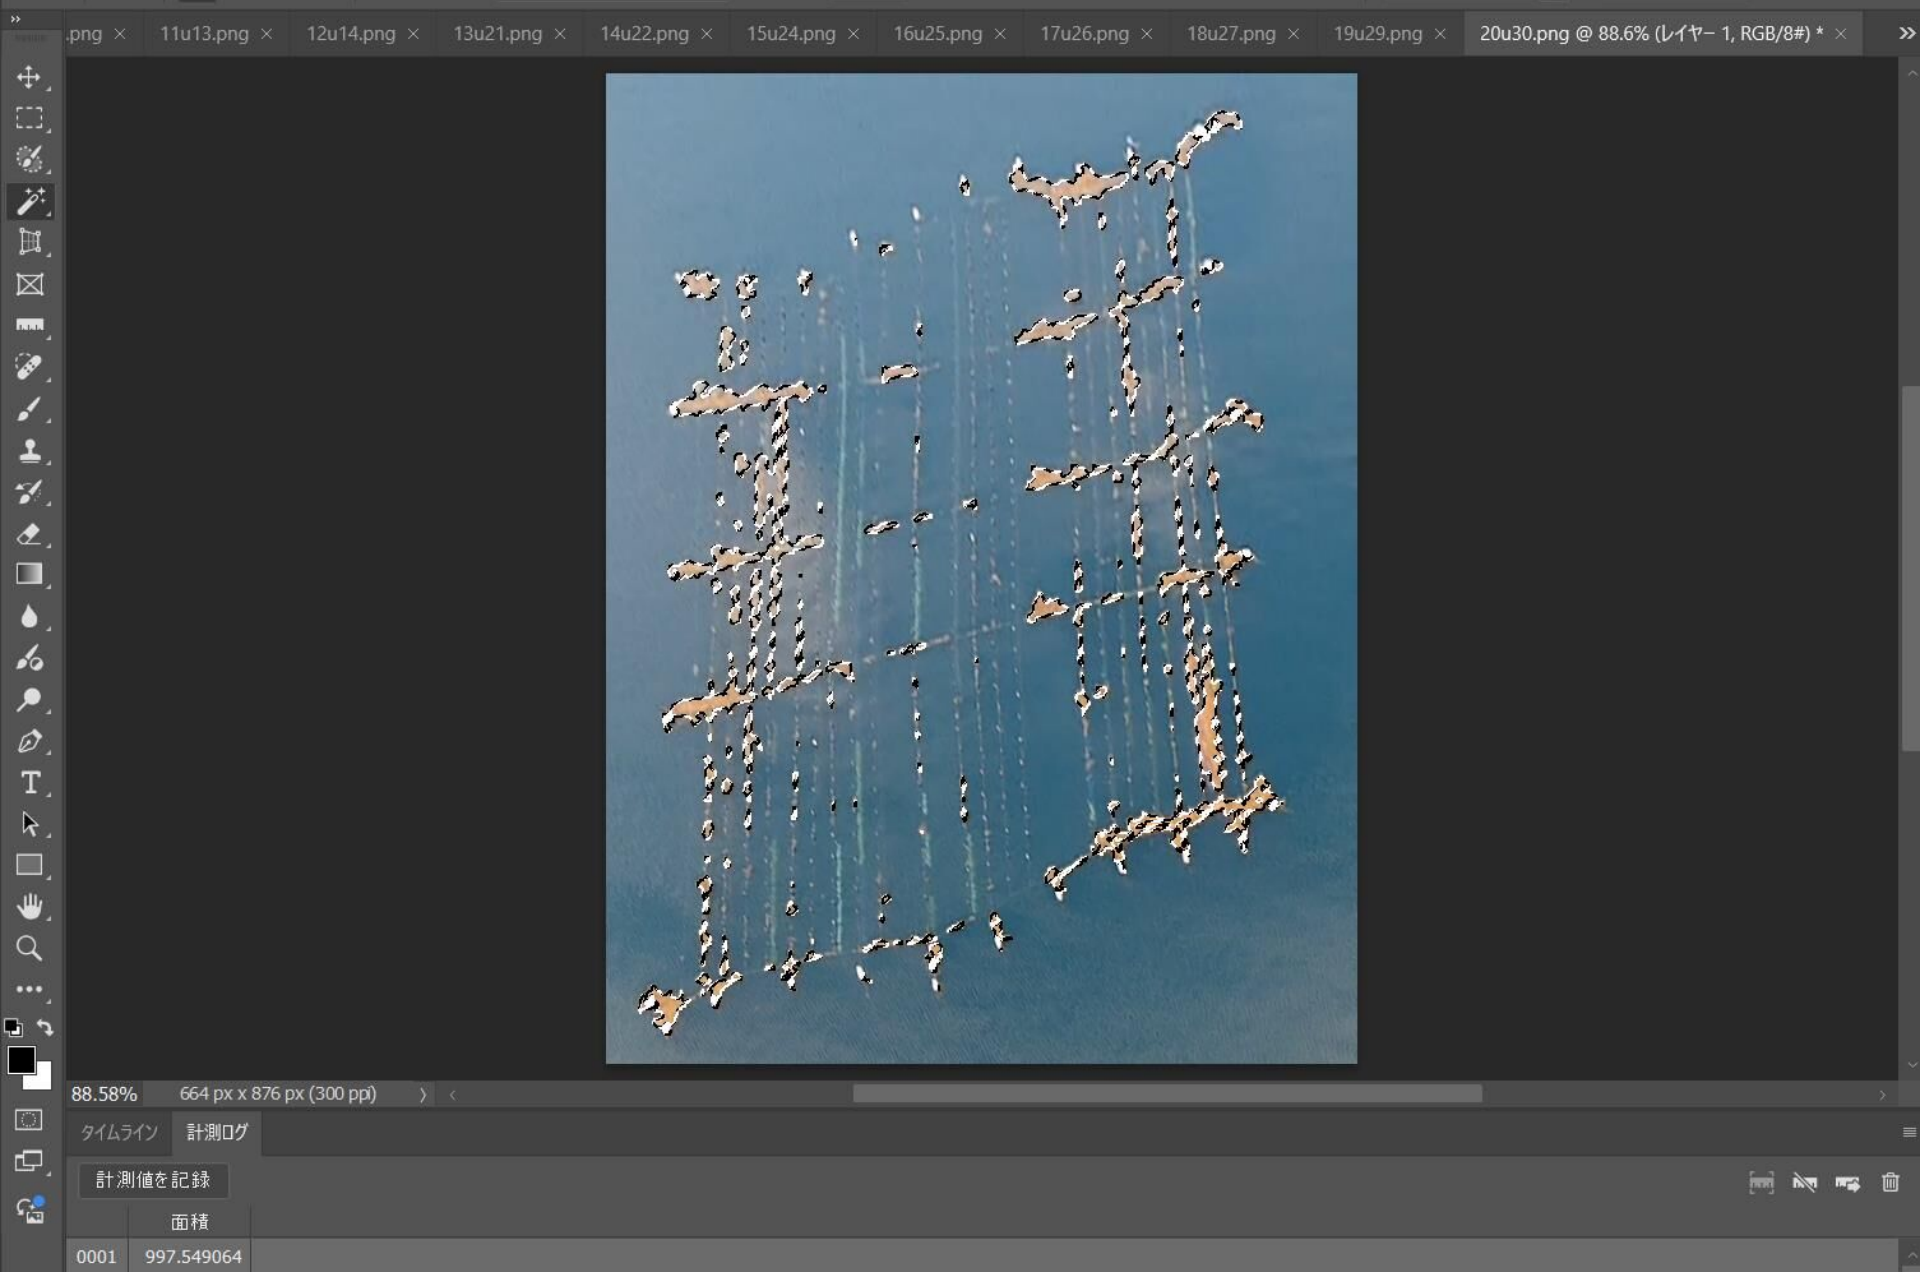 .png × 11u13.png × 12u14.png × 13u21.png × 14u22.png × 15u24.png × 16u25.png × 17u26.png × 18u27.png × 19u29.png × 20u30.png @ 88.6% (レイヤー 1, RGB/8#) * ×
88.58% 664 px x 876 px (300 ppi)
タイムライン 計測ログ
計測値を記録
面積
0001 997.549064